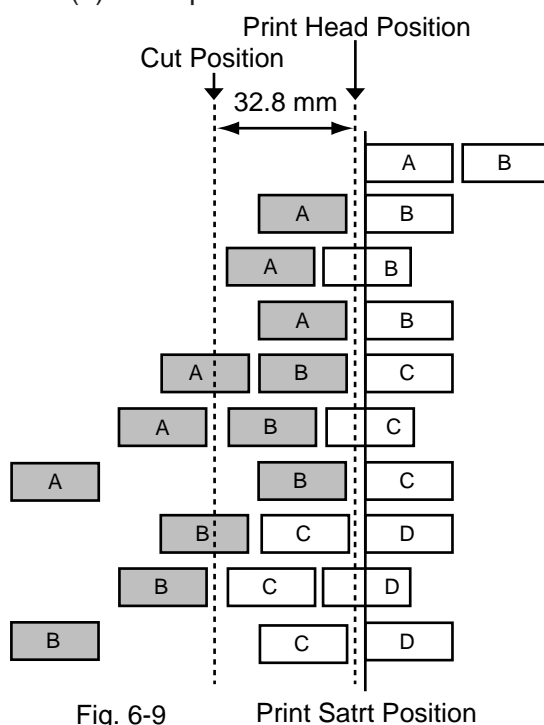 Print Head Position
Cut Position
32.8 mm
A B
A B
A B
A B
A B C
A B C
A B C
B C D
B C D
B C D
Fig. 6-9 Print Satrt Position